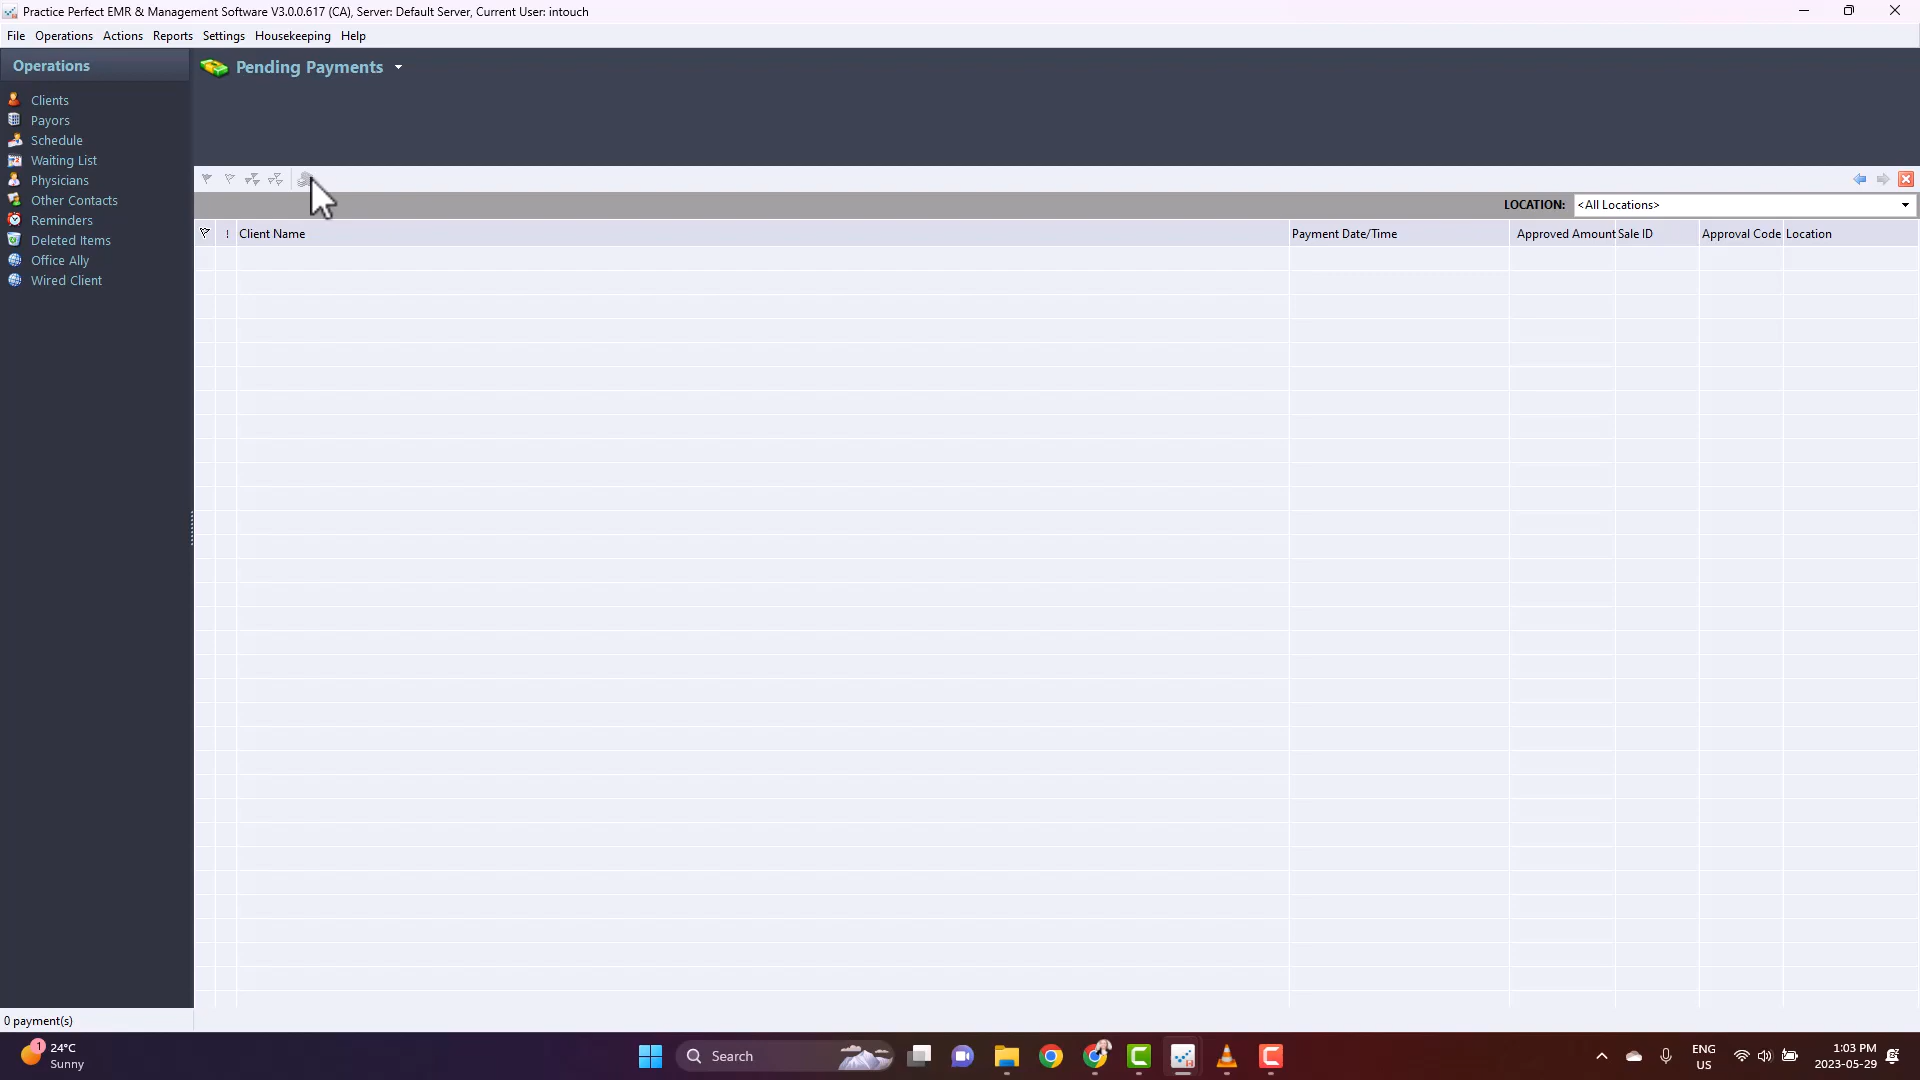 Practice Perfect EMR & Management Software V3.0.0.617 (CA), Server: Default Server, Current User: intouch
File Operations Actions Reports Settings Housekeeping Help
Operations
Pending Payments
Clients
Payors
Schedule
Waiting List
Physicians
Other Contacts
Reminders
Deleted Items
Office Ally
Wired Client
LOCATION: <All Locations>
! Client Name Payment Date/Time Approved Amount Sale ID Approval Code Location
0 payment(s)
1
24°C
Sunny
Search
ENG
US
1:03 PM
2023-05-29